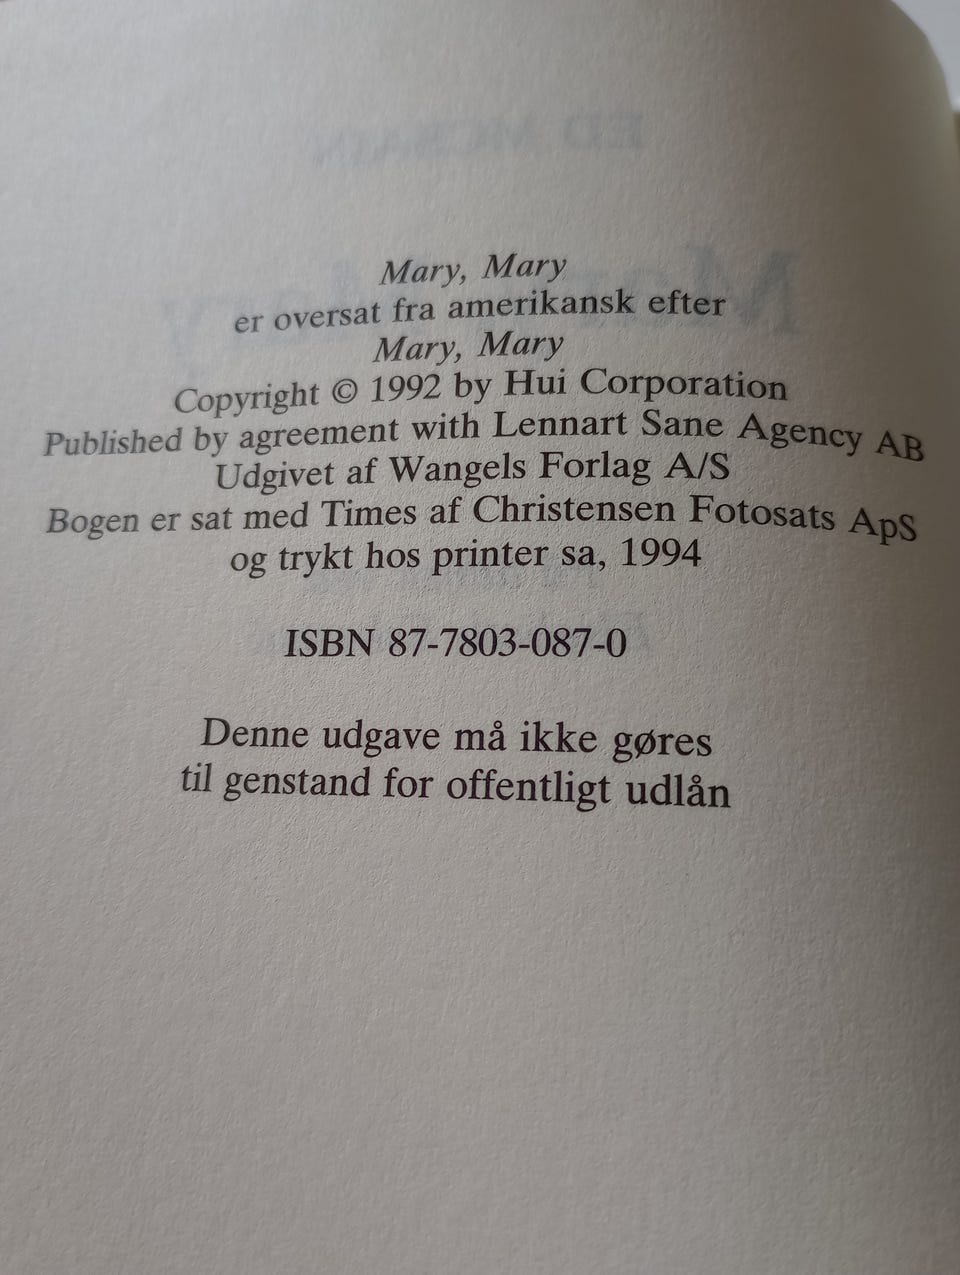 Mary, Mary
er oversat fra amerikansk efter
Mary, Mary
Copyright © 1992 by Hui Corporation
Published by agreement with Lennart Sane Agency AB
Udgivet af Wangels Forlag A/S
Bogen er sat med Times af Christensen Fotosats ApS
og trykt hos printer sa, 1994
ISBN 87-7803-087-0
Denne udgave må ikke gøres
til genstand for offentligt udlån